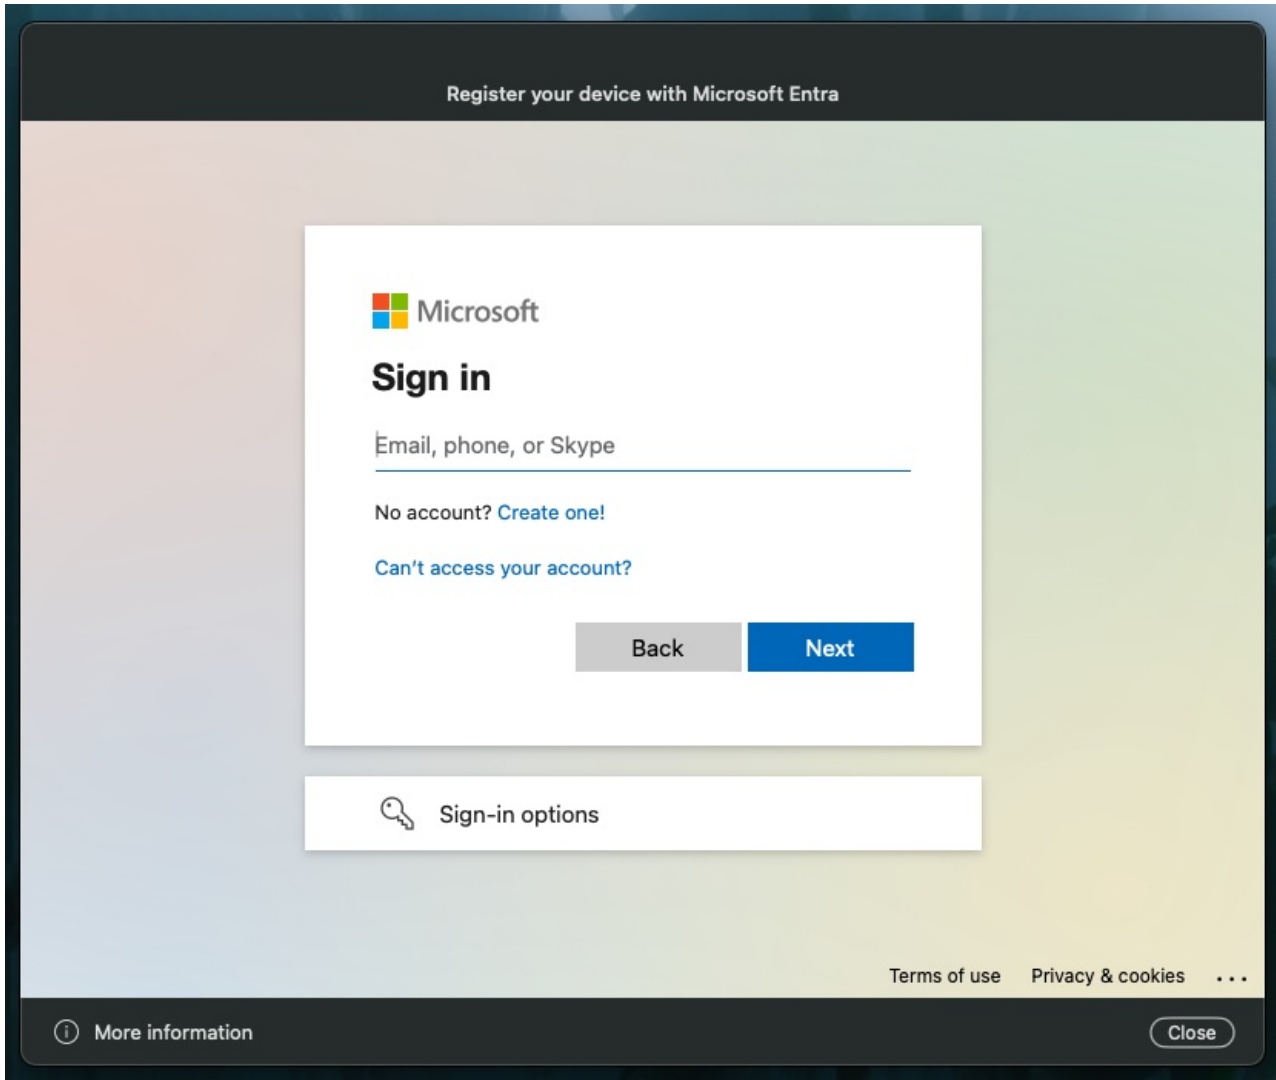 Register your device with Microsoft Entra
Microsoft
Sign in
Email, phone, or Skype
No account? Create one!
Can't access your account?
Back Next
Sign-in options
Terms of use Privacy & cookies ...
More information Close